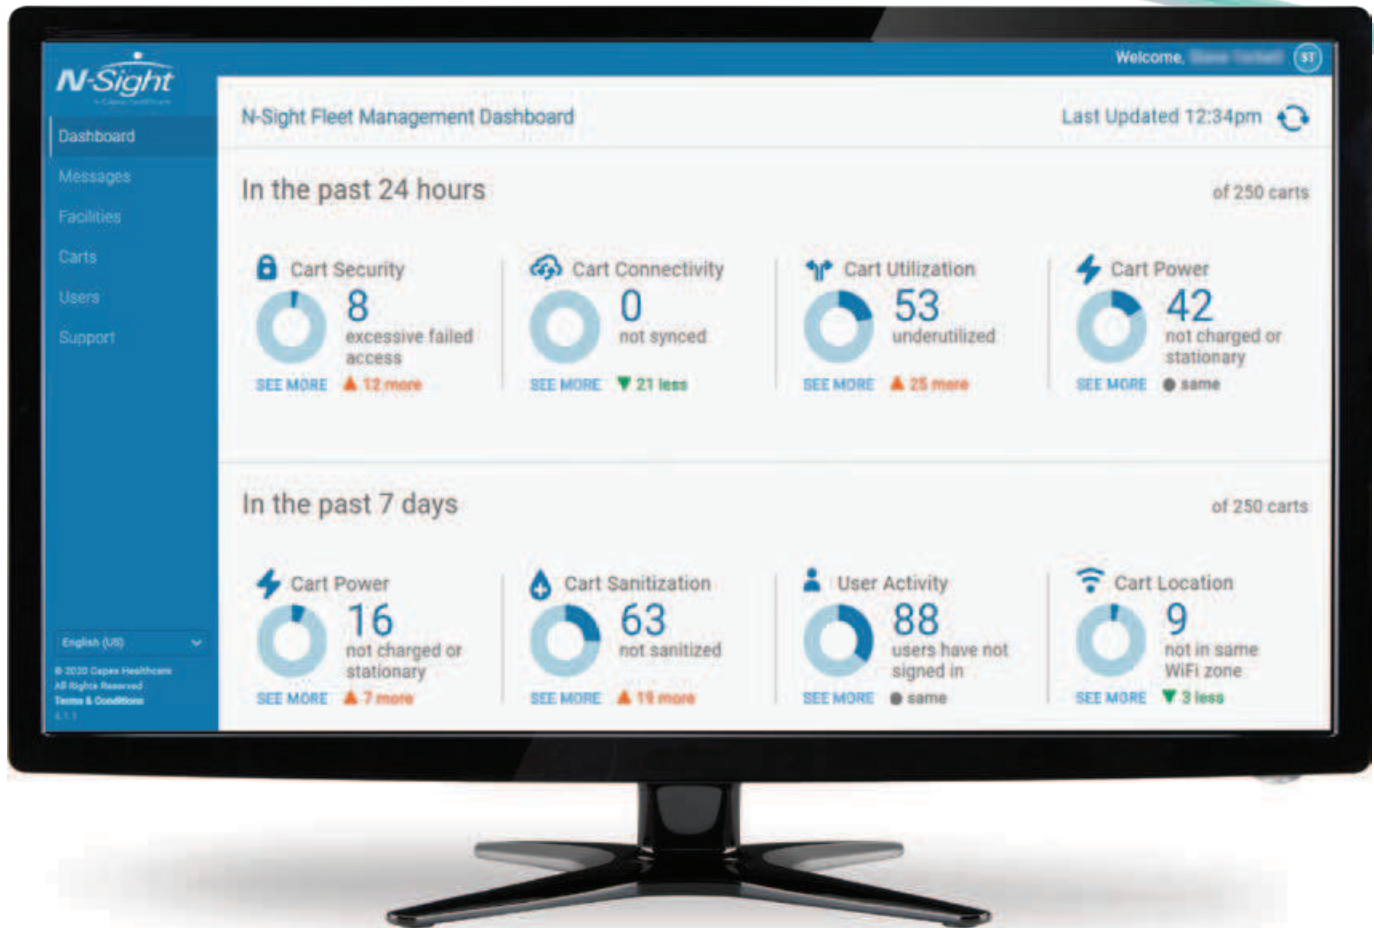 N-Sight
Welcome,
ST
Dashboard
Messages
Facilities
Carts
Users
Support
English (US)
© 2020 Capex Healthcare
All Rights Reserved
Terms & Conditions
N-Sight Fleet Management Dashboard
Last Updated 12:34pm
In the past 24 hours
of 250 carts
Cart Security
8
excessive failed
access
SEE MORE 12 more
Cart Connectivity
0
not synced
SEE MORE 21 less
Cart Utilization
53
underutilized
SEE MORE 25 more
Cart Power
42
not charged or
stationary
SEE MORE same
In the past 7 days
of 250 carts
Cart Power
16
not charged or
stationary
SEE MORE 7 more
Cart Sanitization
63
not sanitized
SEE MORE 19 more
User Activity
88
users have not
signed in
SEE MORE same
Cart Location
9
not in same
WiFi zone
SEE MORE 3 less